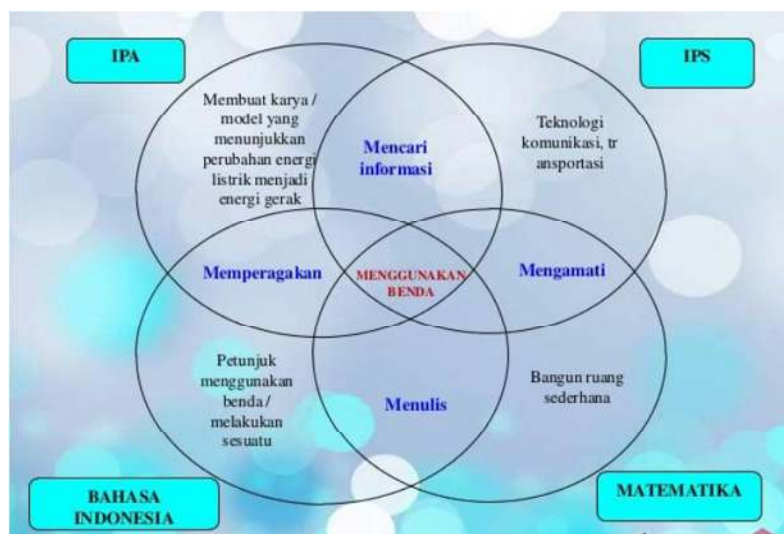 IPA
IPS
Membuat karya /
model yang
menunjukkan
perubahan energi
listrik menjadi
energi gerak
Mencari
informasi
Teknologi
komunikasi, tr
ansportasi
Memperagakan
MENGGUNAKAN
BENDA
Mengamati
Petunjuk
menggunakan
benda /
melakukan
sesuatu
Menulis
Bangun ruang
sederhana
BAHASA
INDONESIA
MATEMATIKA